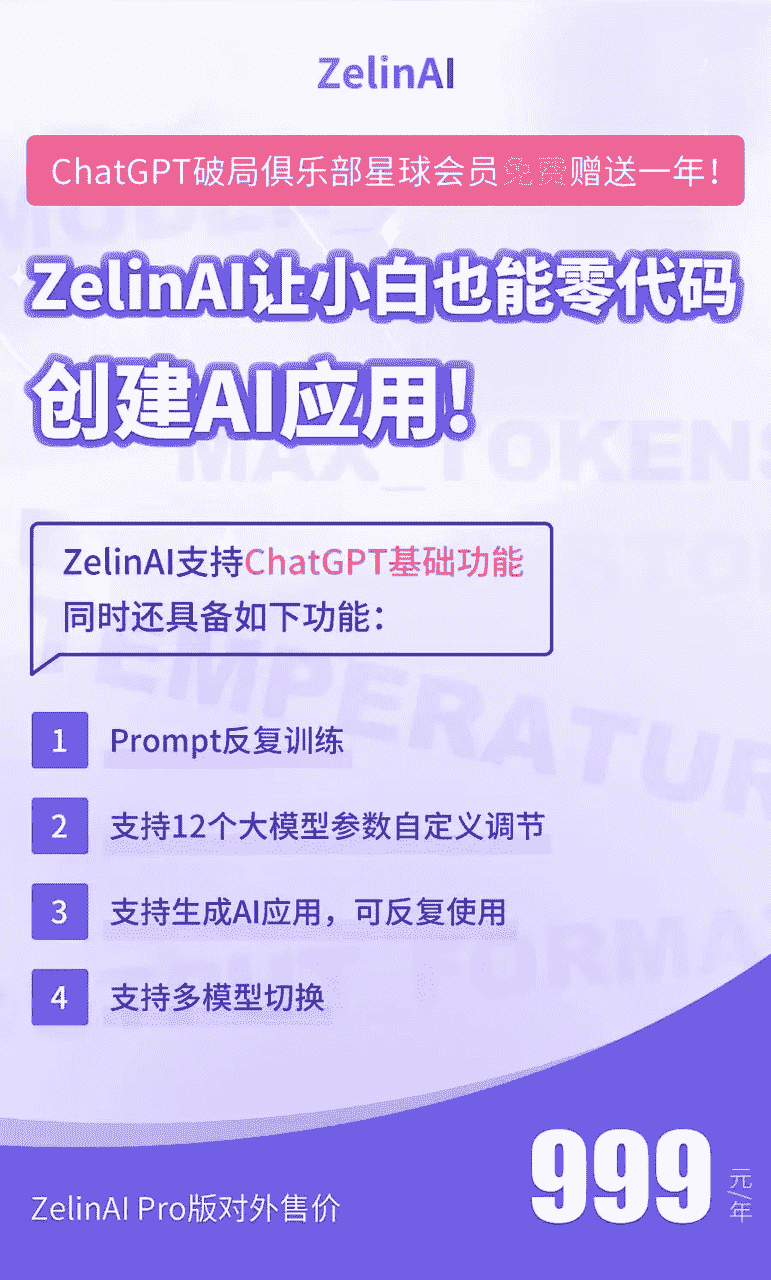 ZelinAI
ChatGPT破局俱乐部星球会员免费赠送一年！
ZelinAI让小白也能零代码
创建AI应用！
MAX_TOKENS
ZelinAI支持ChatGPT基础功能
同时还具备如下功能：
TEMPERATUR
1 Prompt反复训练
2 支持12个大模型参数自定义调节
3 支持生成AI应用，可反复使用
4 支持多模型切换
ZelinAI Pro版对外售价
999
元/年